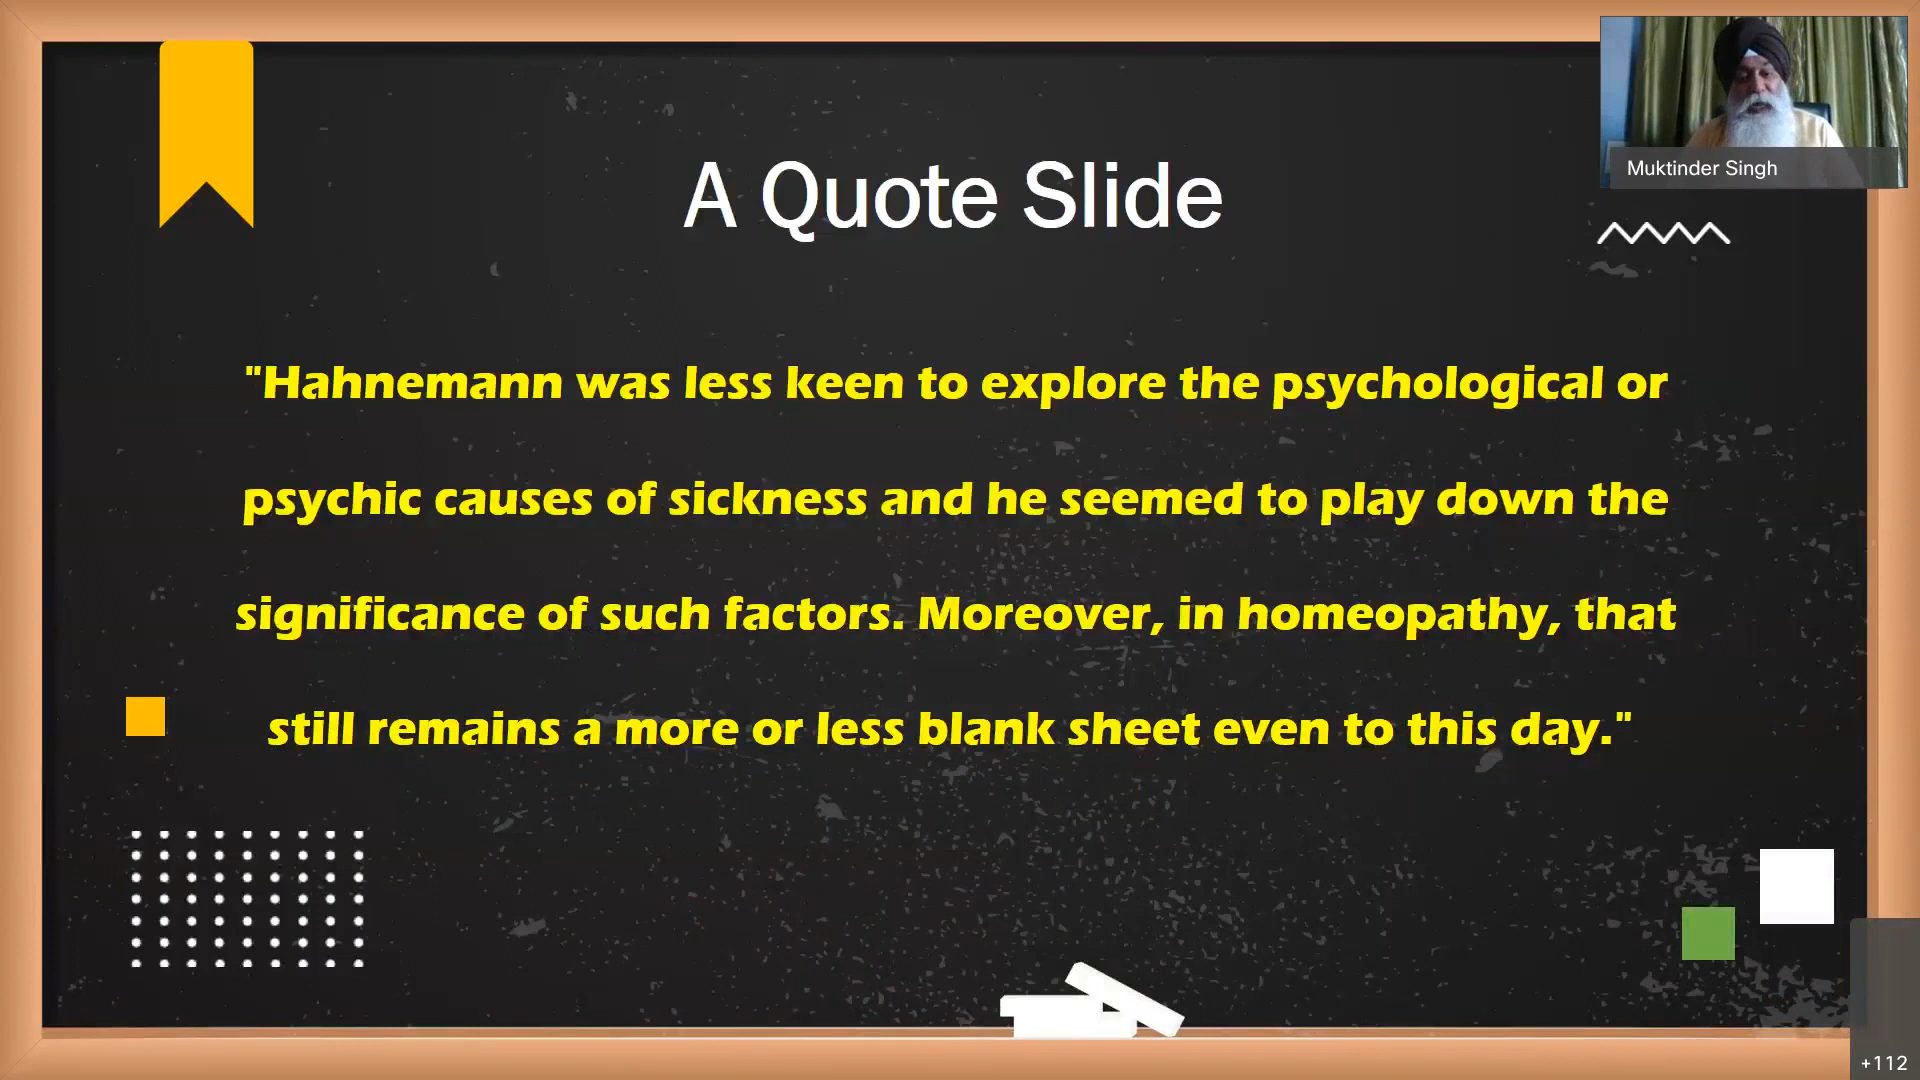 Muktinder Singh
A Quote Slide
"Hahnemann was less keen to explore the psychological or
psychic causes of sickness and he seemed to play down the
significance of such factors. Moreover, in homeopathy, that
still remains a more or less blank sheet even to this day."
+112